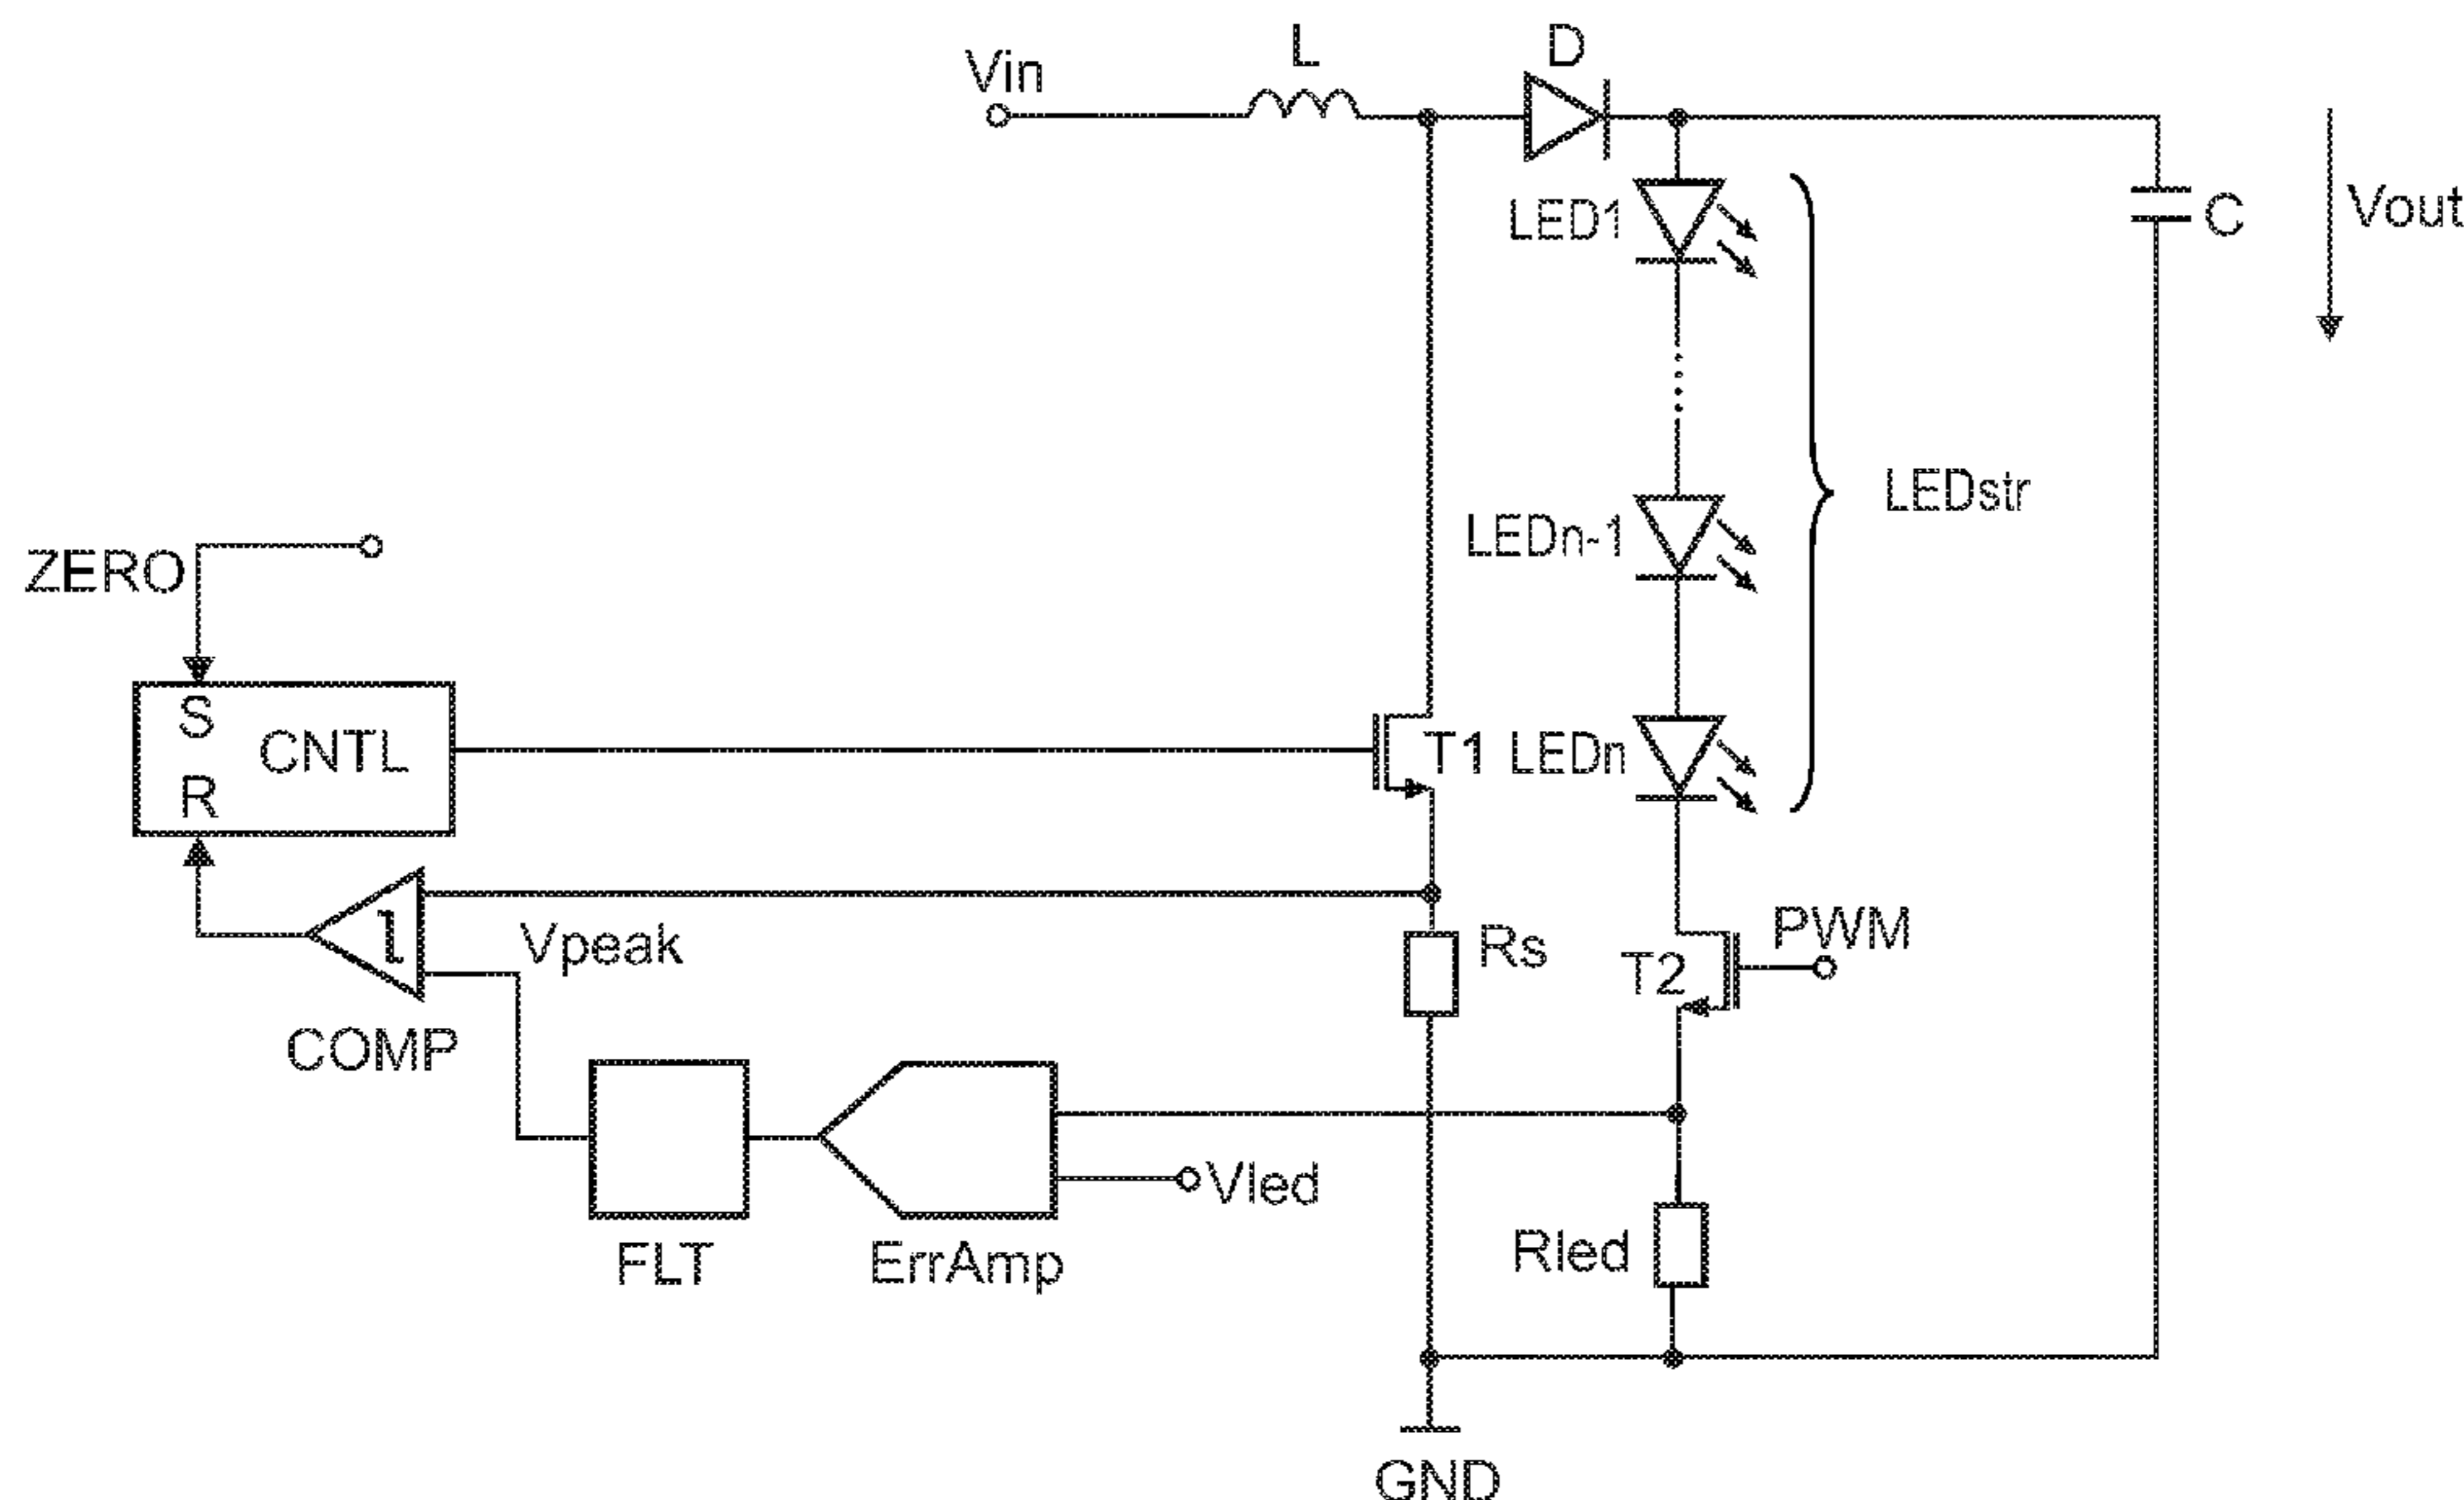 L
D
Vin
LED1
C
Vout
LEDn-1
LEDstr
ZERO
S
CNTL
R
T1
LEDn
Vpeak
Rs
T2
PWM
COMP
Vled
Rled
FLT
ErrAmp
GND